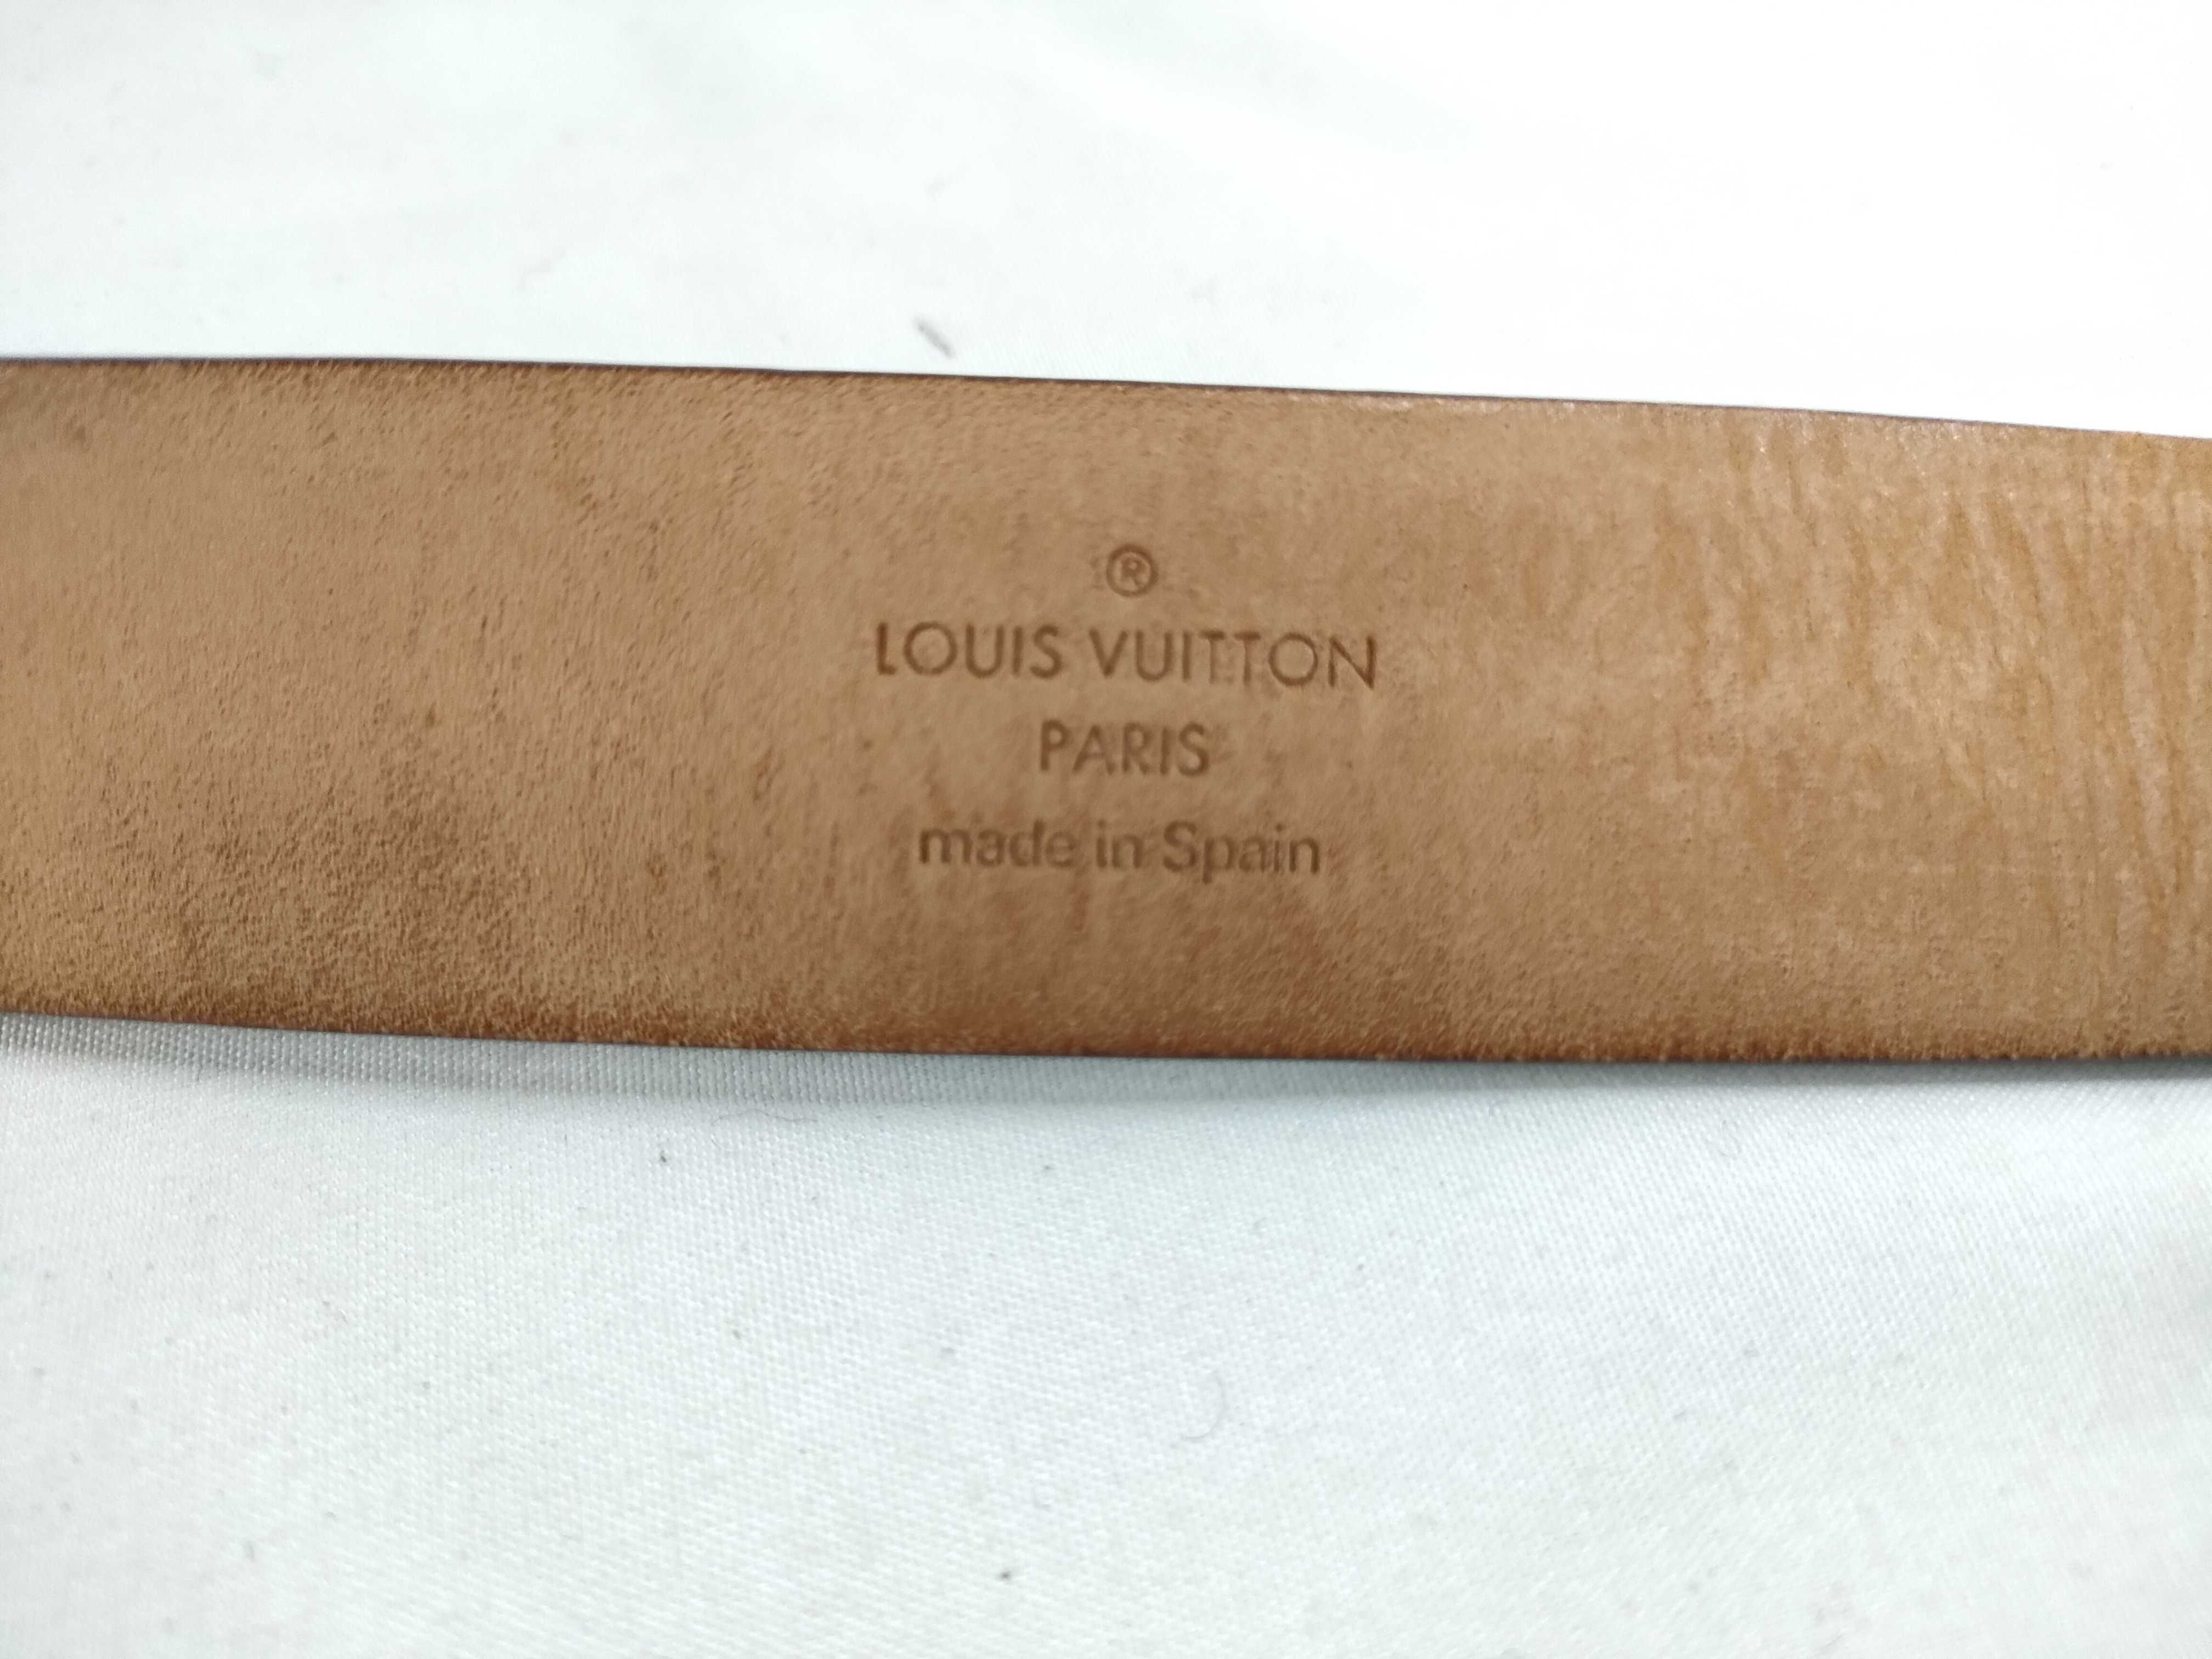 ®
LOUIS VUITTON
PARIS
made in Spain